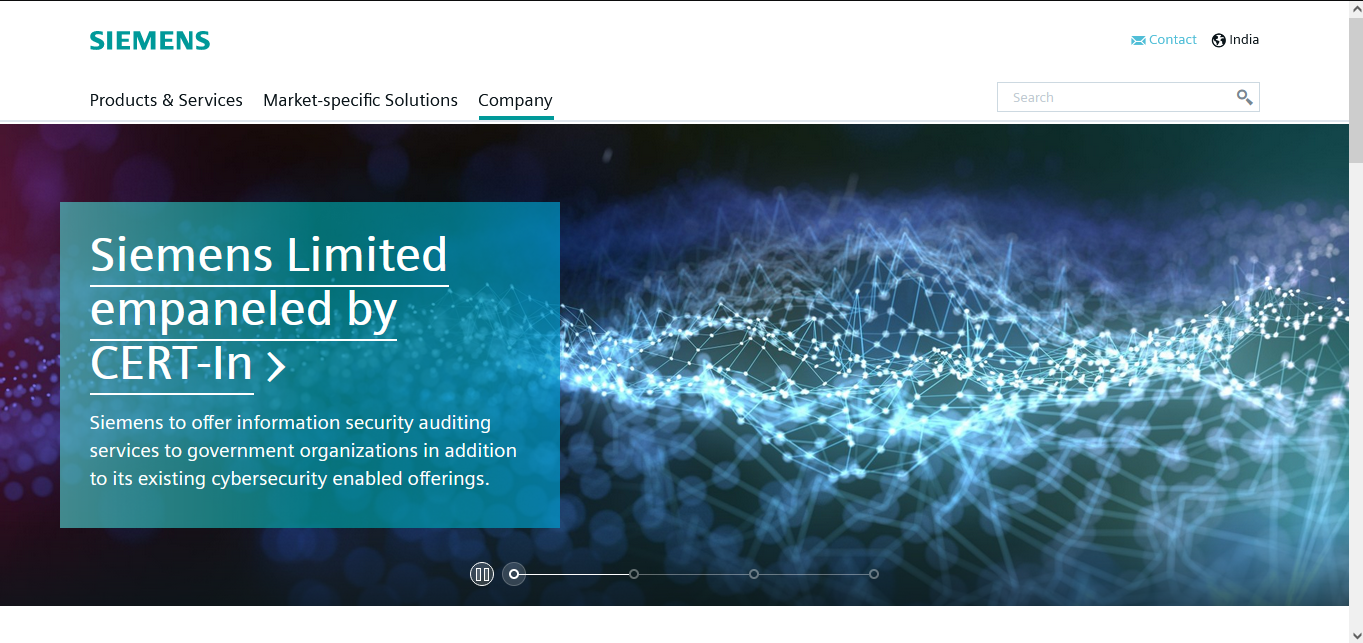 SIEMENS
Contact
India
Products & Services
Market-specific Solutions
Company
Search
Siemens Limited
empaneled by
CERT-In
Siemens to offer information security auditing
services to government organizations in addition
to its existing cybersecurity enabled offerings.